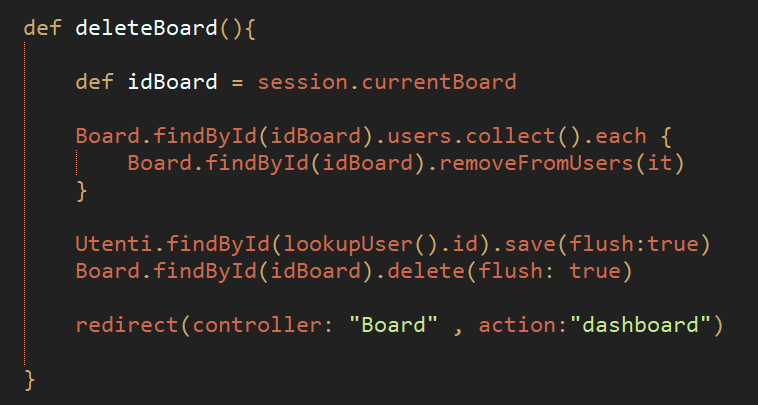 def deleteBoard(){
def idBoard = session.currentBoard
Board.findById(idBoard).users.collect().each {
Board.findById(idBoard).removeFromUsers(it)
}
Utenti.findById(lookupUser().id).save(flush:true)
Board.findById(idBoard).delete(flush: true)
redirect(controller: "Board" , action:"dashboard")
}